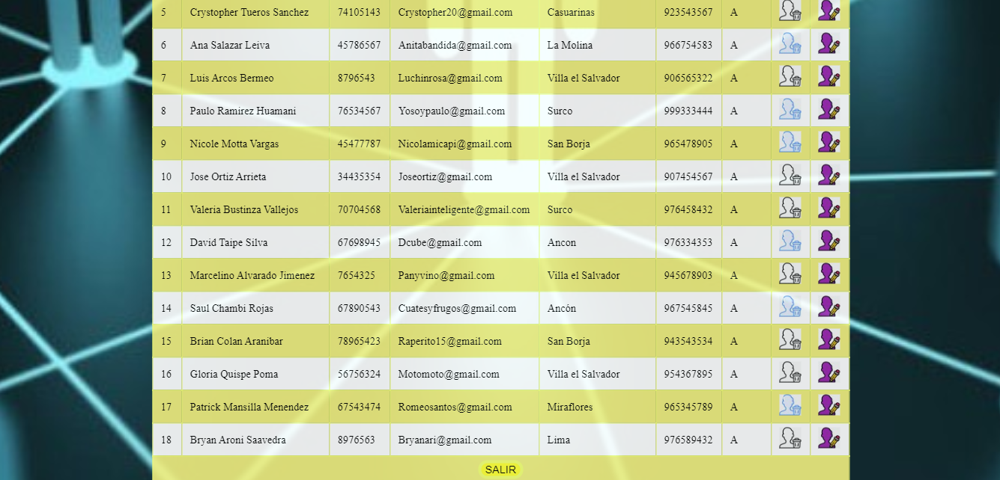 5 Crystopher Tueros Sanchez 74105143 Crystopher20@gmail.com Casuarinas 923543567 A
6 Ana Salazar Leiva 45786567 Anitabandida@gmail.com La Molina 966754583 A
7 Luis Arcos Bermeo 8796543 Luchinrosa@gmail.com Villa el Salvador 906565322 A
8 Paulo Ramirez Huamani 76534567 Yosoypaulo@gmail.com Surco 999333444 A
9 Nicole Motta Vargas 45477787 Nicolamicapi@gmail.com San Borja 965478905 A
10 Jose Ortiz Arrieta 34435354 Joseortiz@gmail.com Villa el Salvador 907454567 A
11 Valeria Bustinza Vallejos 70704568 Valeriainteligente@gmail.com Surco 976458432 A
12 David Taipe Silva 67698945 Dcube@gmail.com Ancon 976334353 A
13 Marcelino Alvarado Jimenez 7654325 Panyvino@gmail.com Villa el Salvador 945678903 A
14 Saul Chambi Rojas 67890543 Cuatesyfrugos@gmail.com Ancón 967545845 A
15 Brian Colan Aranibar 78965423 Raperito15@gmail.com San Borja 943543534 A
16 Gloria Quispe Poma 56756324 Motomoto@gmail.com Villa el Salvador 954367895 A
17 Patrick Mansilla Menendez 67543474 Romeosantos@gmail.com Miraflores 965345789 A
18 Bryan Aroni Saavedra 8976563 Bryanari@gmail.com Lima 976589432 A
SALIR